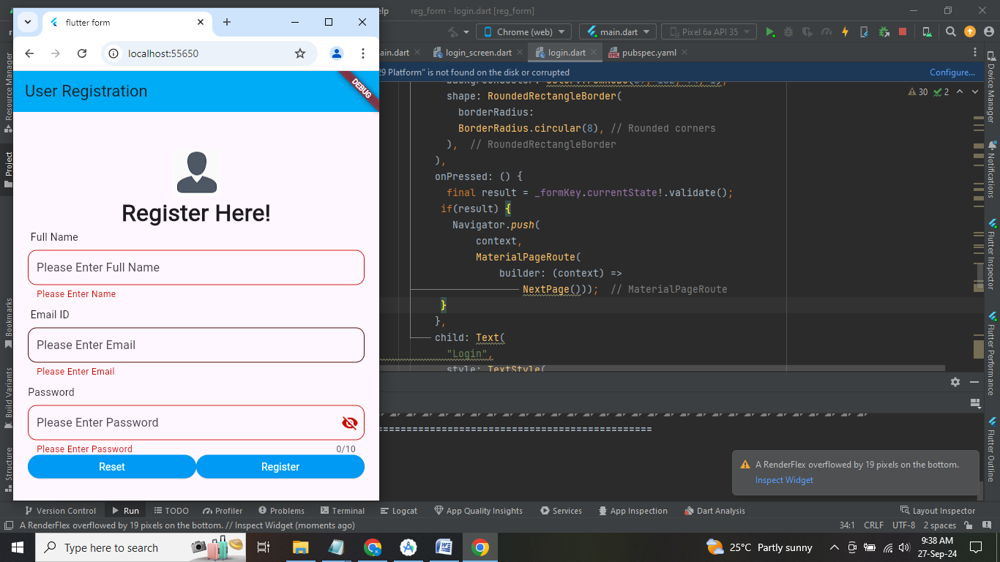 flutter form
localhost:55650
User Registration
DEBUG
Register Here!
Full Name
Please Enter Full Name
Please Enter Name
Email ID
Please Enter Email
Please Enter Email
Password
Please Enter Password
Please Enter Password
0/10
Reset
Register
elp
reg_form - login.dart [reg_form]
Chrome (web)
main.dart
Pixel 6a API 35
ain.dart
login_screen.dart
login.dart
pubspec.yaml
29 Platform" is not found on the disk or corrupted
Configure...
30
2
shape: RoundedRectangleBorder(
borderRadius:
BorderRadius.circular(8), // Rounded corners
), // RoundedRectangleBorder
),
onPressed: () {
final result = _formKey.currentState!.validate();
if(result) {
Navigator.push(
context,
MaterialPageRoute(
builder: (context) =>
NextPage())); // MaterialPageRoute
}
},
child: Text(
"Login",
style: TextStyle(
====================================================
A RenderFlex overflowed by 19 pixels on the bottom.
Inspect Widget
Resource Manager
Project
Bookmarks
Build Variants
Structure
Device Manager
Notifications
Flutter Inspector
Flutter Performance
Flutter Outline
Version Control
Run
TODO
Profiler
Problems
Terminal
Logcat
App Quality Insights
Services
App Inspection
Dart Analysis
Layout Inspector
A RenderFlex overflowed by 19 pixels on the bottom. // Inspect Widget (moments ago)
34:1
CRLF
UTF-8
2 spaces
Type here to search
25°C Partly sunny
9:38 AM
27-Sep-24